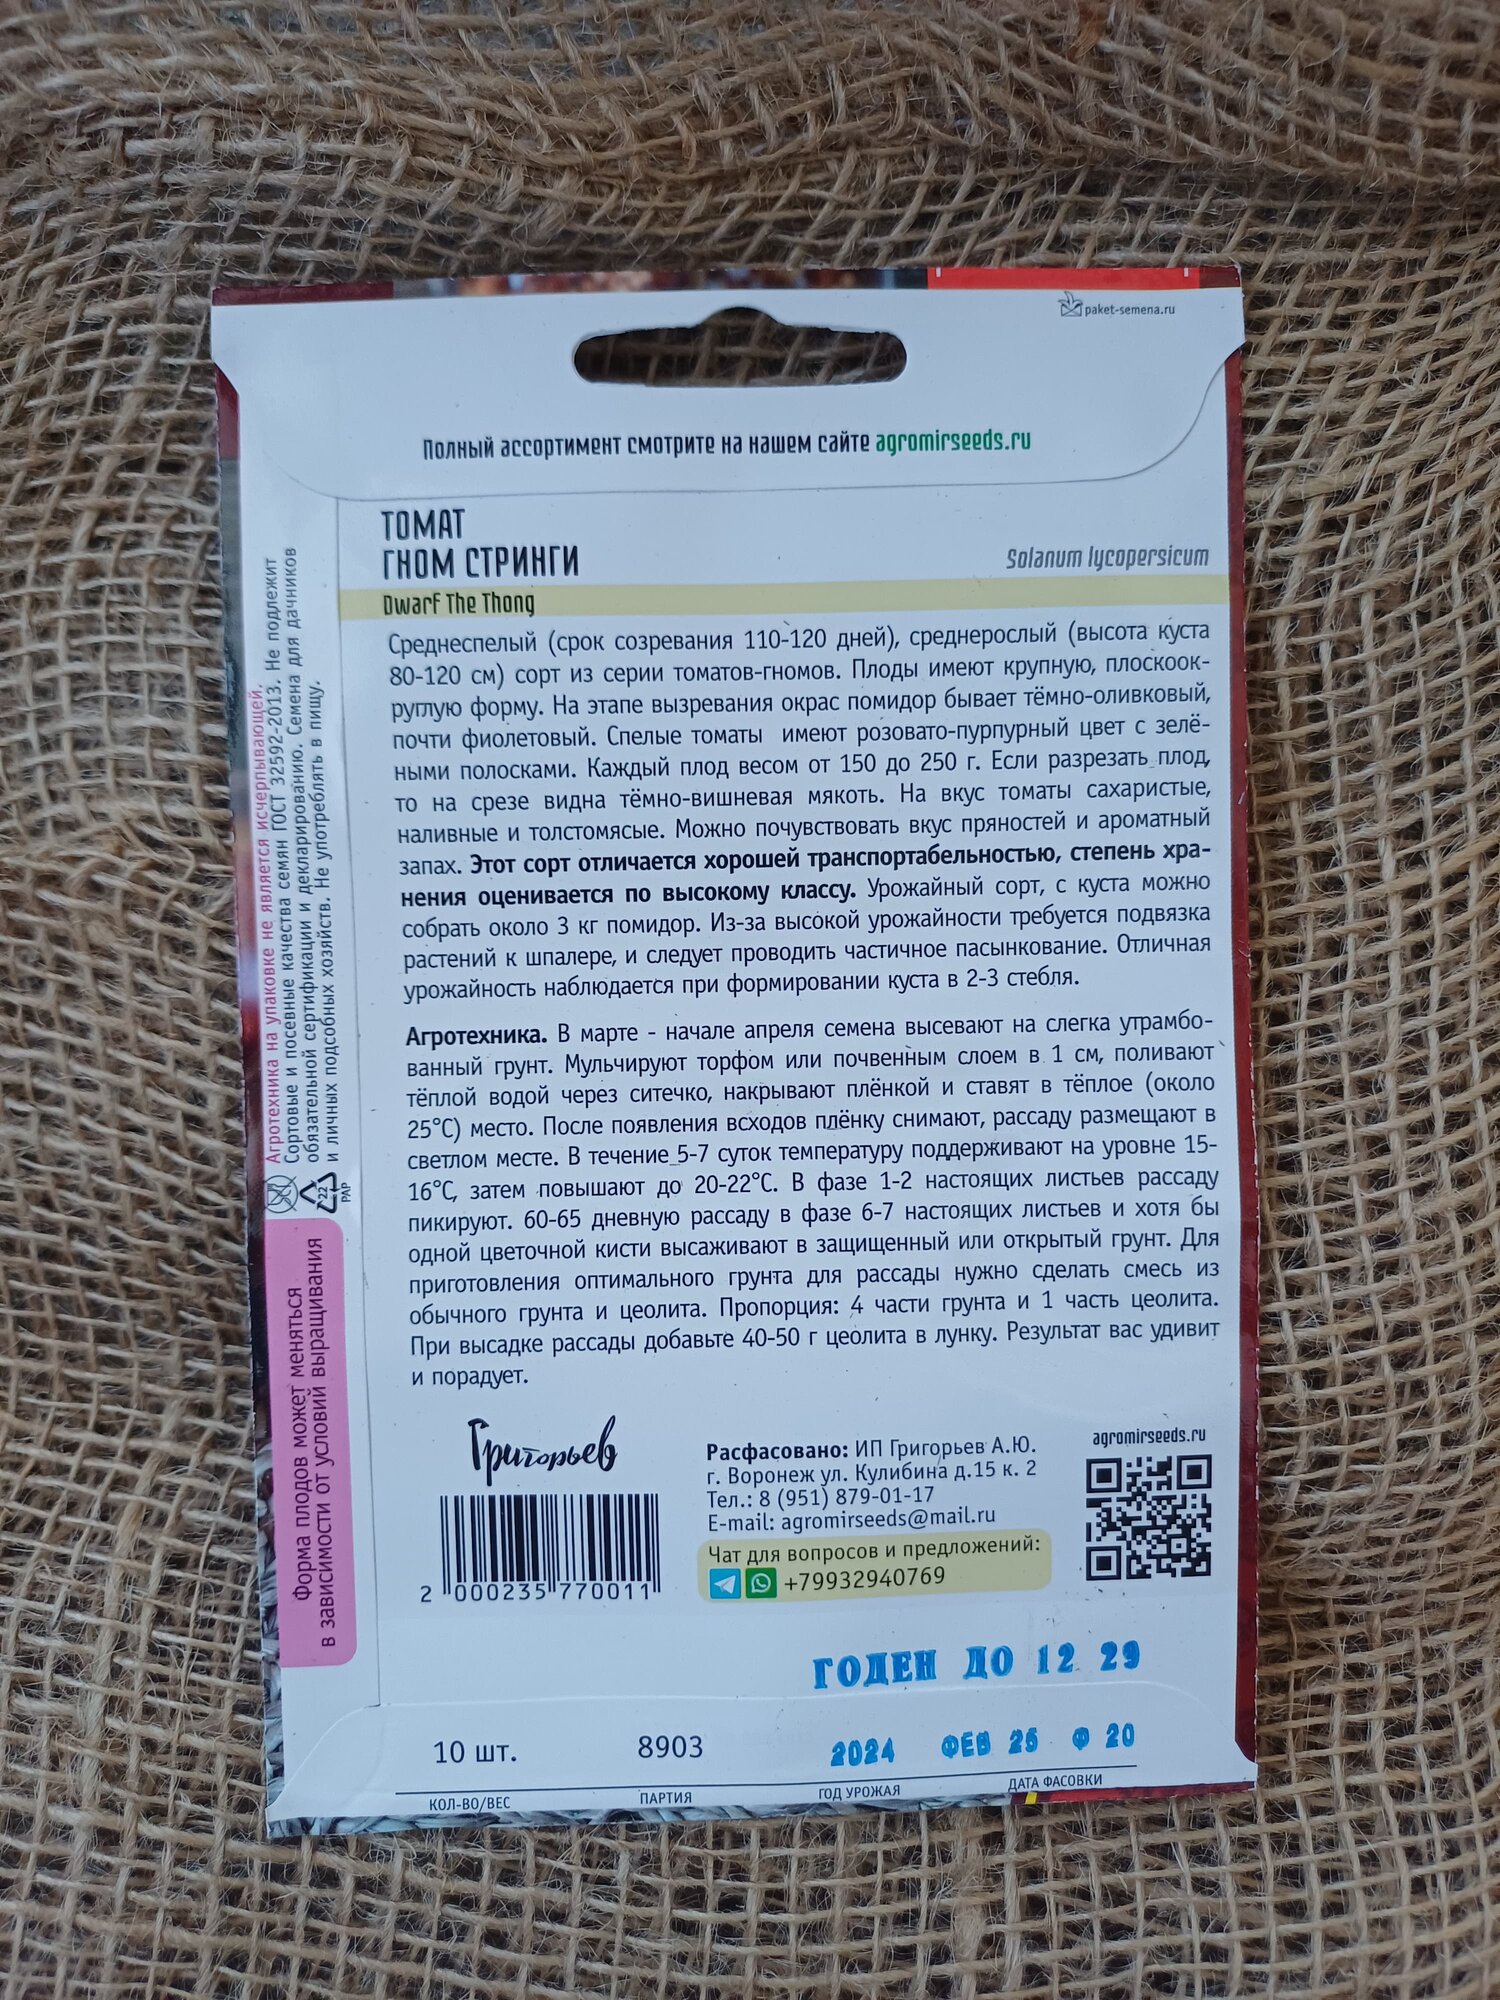 paket-semena.ru
Полный ассортимент смотрите на нашем сайте agromirseeds.ru
ТОМАТ
ГНОМ СТРИНГИ
Solanum lycopersicum
Dwarf The Thong
Среднеспелый (срок созревания 110-120 дней), среднерослый (высота куста
80-120 см) сорт из серии томатов-гномов. Плоды имеют крупную, плоскоок-
руглую форму. На этапе вызревания окрас помидор бывает тёмно-оливковый,
почти фиолетовый. Спелые томаты имеют розовато-пурпурный цвет с зелё-
ными полосками. Каждый плод весом от 150 до 250 г. Если разрезать плод,
то на срезе видна тёмно-вишневая мякоть. На вкус томаты сахаристые,
наливные и толстомясые. Можно почувствовать вкус пряностей и ароматный
запах. Этот сорт отличается хорошей транспортабельностью, степень хра-
нения оценивается по высокому классу. Урожайный сорт, с куста можно
собрать около 3 кг помидор. Из-за высокой урожайности требуется подвязка
растений к шпалере, и следует проводить частичное пасынкование. Отличная
урожайность наблюдается при формировании куста в 2-3 стебля.
Агротехника. В марте - начале апреля семена высевают на слегка утрамбо-
ванный грунт. Мульчируют торфом или почвенным слоем в 1 см, поливают
тёплой водой через ситечко, накрывают плёнкой и ставят в тёплое (около
25°С) место. После появления всходов плёнку снимают, рассаду размещают в
светлом месте. В течение 5-7 суток температуру поддерживают на уровне 15-
16°С, затем повышают до 20-22°С. В фазе 1-2 настоящих листьев рассаду
пикируют. 60-65 дневную рассаду в фазе 6-7 настоящих листьев и хотя бы
одной цветочной кисти высаживают в защищенный или открытый грунт. Для
приготовления оптимального грунта для рассады нужно сделать смесь из
обычного грунта и цеолита. Пропорция: 4 части грунта и 1 часть цеолита.
При высадке рассады добавьте 40-50 г цеолита в лунку. Результат вас удивит
и порадует.
Агротехника на упаковке не является исчерпывающей.
Сортовые и посевные качества семян ГОСТ 32592-2013. Не подлежит
обязательной сертификации и декларированию. Семена для дачников
и личных подсобных хозяйств. Не употреблять в пищу.
22
PAP
Форма плодов может меняться
в зависимости от условий выращивания
Григорьев
2 000235 770011
Расфасовано: ИП Григорьев А.Ю.
г. Воронеж ул. Кулибина д.15 к. 2
Тел.: 8 (951) 879-01-17
E-mail: agromirseeds@mail.ru
Чат для вопросов и предложений:
+79932940769
agromirseeds.ru
ГОДЕН ДО 12 29
10 шт. 8903 2024 ФЕВ 25 Ф 20
КОЛ-ВО/ВЕС ПАРТИЯ ГОД УРОЖАЯ ДАТА ФАСОВКИ